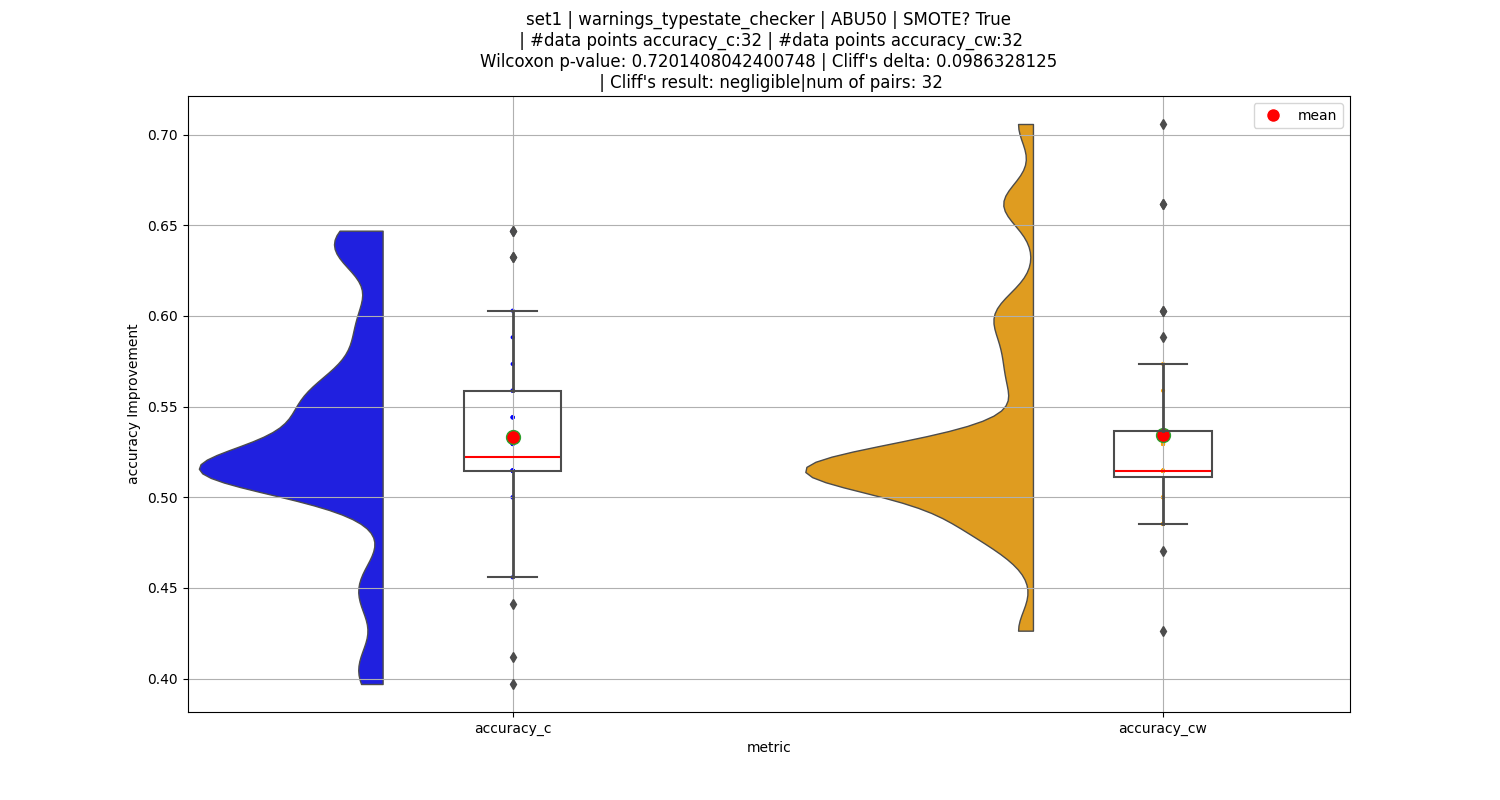 set1 | warnings_typestate_checker | ABU50 | SMOTE? True
| #data points accuracy_c:32 | #data points accuracy_cw:32
Wilcoxon p-value: 0.7201408042400748 | Cliff's delta: 0.0986328125
| Cliff's result: negligible|num of pairs: 32
mean
0.70
0.65
0.60
0.55
0.50
0.45
0.40
accuracy Improvement
accuracy_c
accuracy_cw
metric